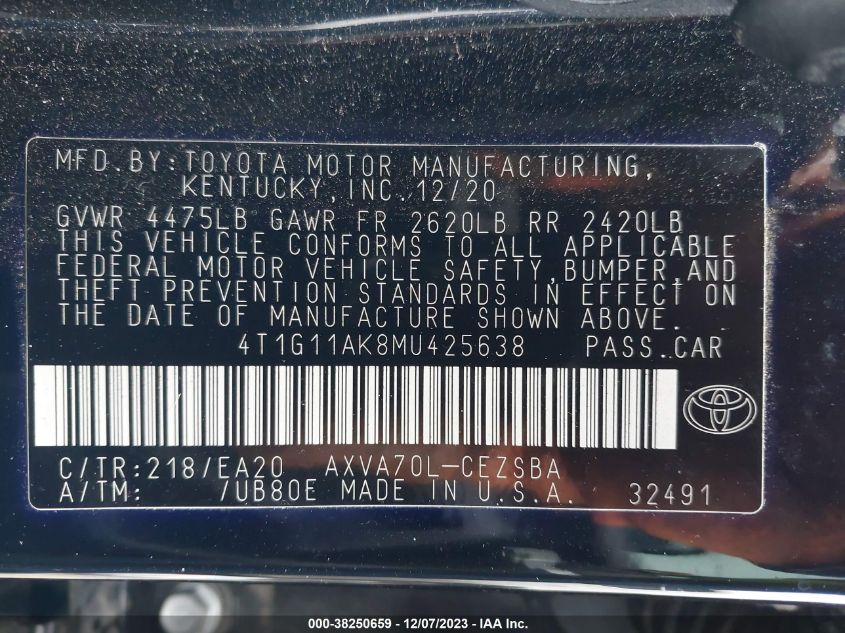 MFD.BY:TOYOTA MOTOR MANUFACTURING,
KENTUCKY,INC.12/20
GVWR 4475LB GAWR FR 2620LB RR 2420LB
THIS VEHICLE CONFORMS TO ALL APPLICABLE
FEDERAL MOTOR VEHICLE SAFETY,BUMPER,AND
THEFT PREVENTION STANDARDS IN EFFECT ON
THE DATE OF MANUFACTURE SHOWN ABOVE.
4T1G11AK8MU425638 PASS.CAR
C/TR:218/EA20 AXVA70L-CEZSBA
A/TM: /UB80E MADE IN U.S.A. 32491
000-38250659 - 12/07/2023 - IAA Inc.